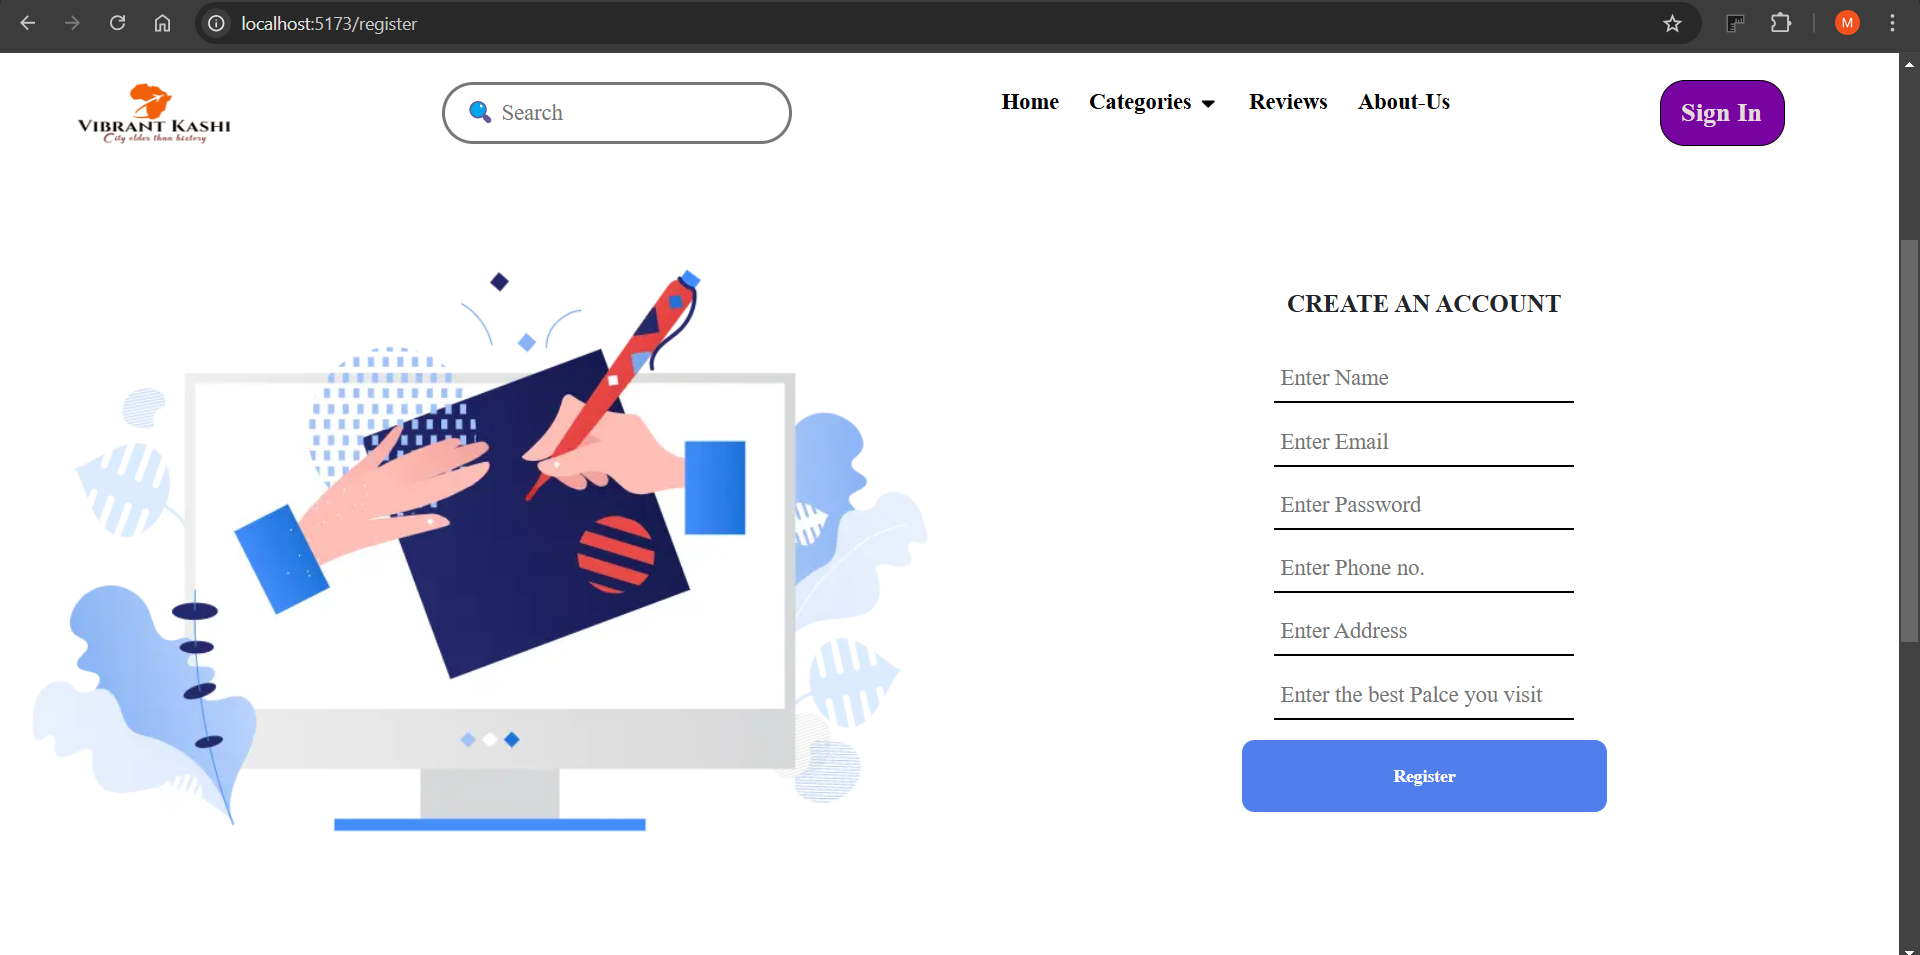 localhost:5173/register
M
VIBRANT KASHI
City older than history
Search
Home Categories Reviews About-Us
Sign In
CREATE AN ACCOUNT
Enter Name
Enter Email
Enter Password
Enter Phone no.
Enter Address
Enter the best Palce you visit
Register